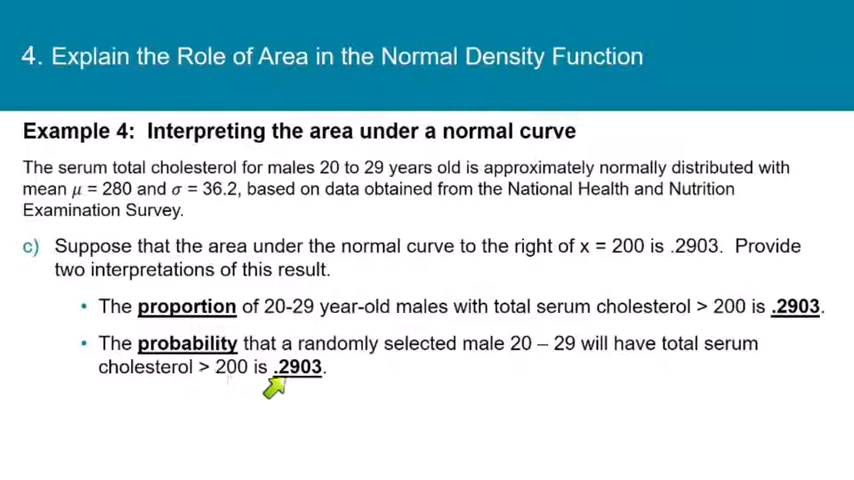 4. Explain the Role of Area in the Normal Density Function
Example 4: Interpreting the area under a normal curve
The serum total cholesterol for males 20 to 29 years old is approximately normally distributed with
mean μ = 280 and σ = 36.2, based on data obtained from the National Health and Nutrition
Examination Survey.
c) Suppose that the area under the normal curve to the right of x = 200 is .2903. Provide
two interpretations of this result.
• The proportion of 20-29 year-old males with total serum cholesterol > 200 is .2903.
• The probability that a randomly selected male 20 – 29 will have total serum
cholesterol > 200 is .2903.